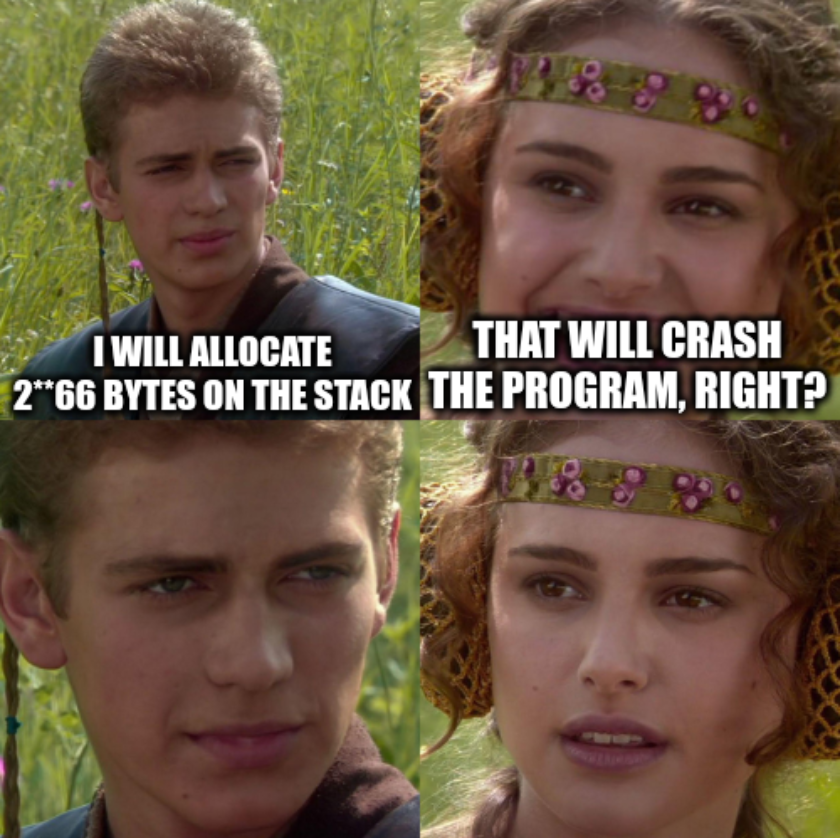 I WILL ALLOCATE
2**66 BYTES ON THE STACK
THAT WILL CRASH
THE PROGRAM, RIGHT?